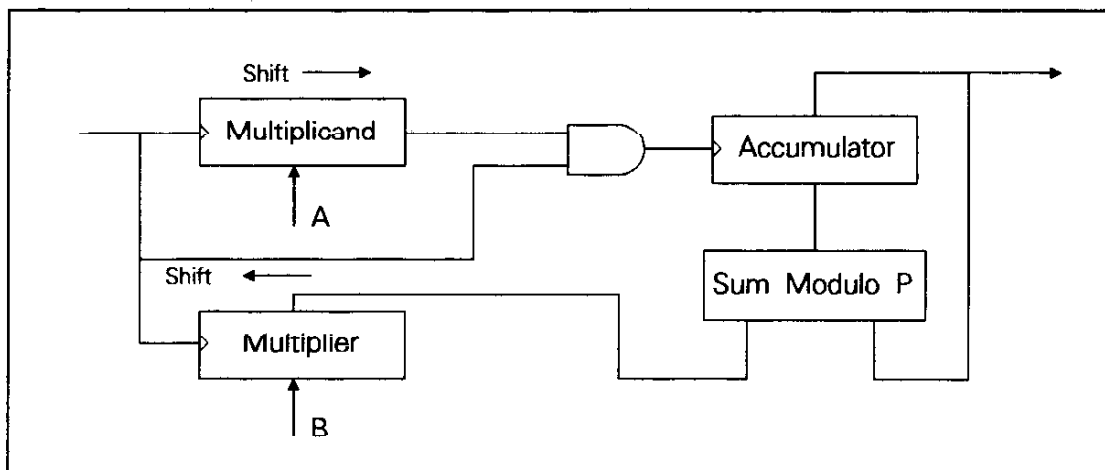 Shift
Multiplicand
Accumulator
A
Shift
Sum Modulo P
Multiplier
B